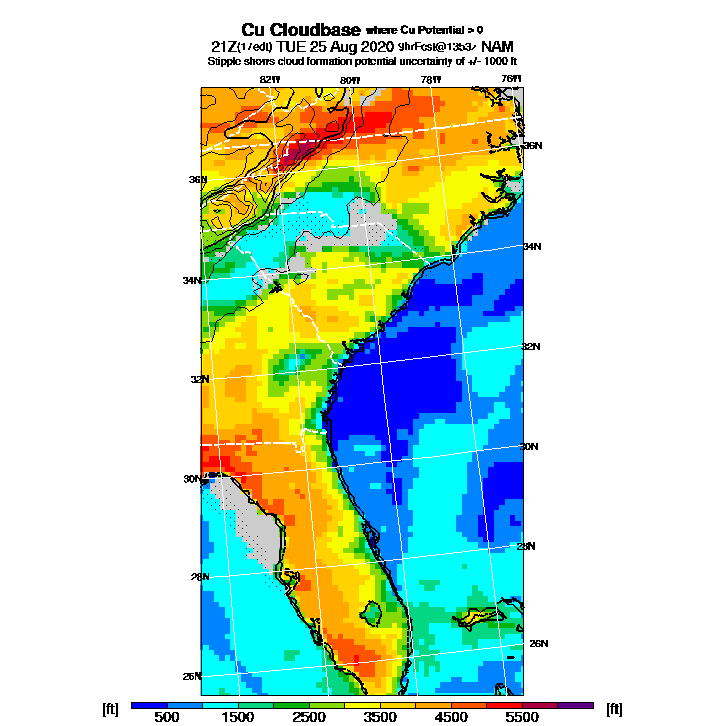 Cu Cloudbase where Cu Potential > 0
21Z(17edt) TUE 25 Aug 2020 9hrFcst@1353z NAM
Stipple shows cloud formation potential uncertainty of +/- 1000 ft
82W 80W 78W 76W
36N
36N
34N
34N
32N
32N
30N
30N
28N
28N
26N
26N
[ft] 500 1500 2500 3500 4500 5500 [ft]